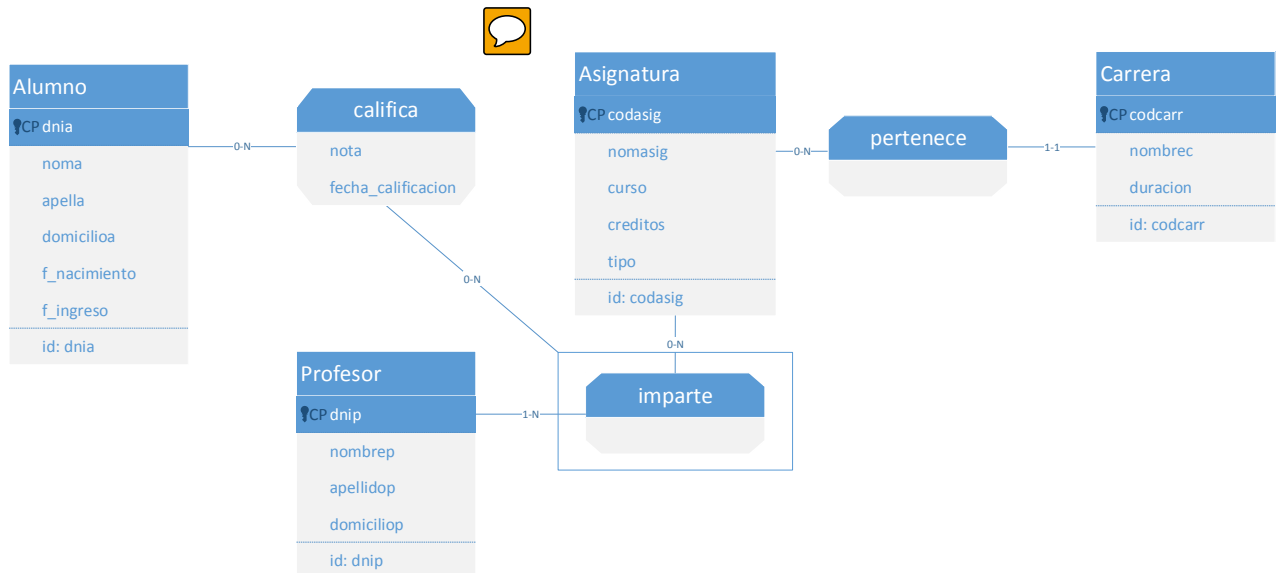 Alumno
CP dnia
noma
apella
domicilioa
f_nacimiento
f_ingreso
id: dnia
0-N
califica
nota
fecha_calificacion
0-N
Asignatura
CP codasig
nomasig
curso
creditos
tipo
id: codasig
0-N
pertenece
1-1
Carrera
CP codcarr
nombrec
duracion
id: codcarr
0-N
Profesor
CP dnip
nombrep
apellidop
domiciliop
id: dnip
1-N
imparte